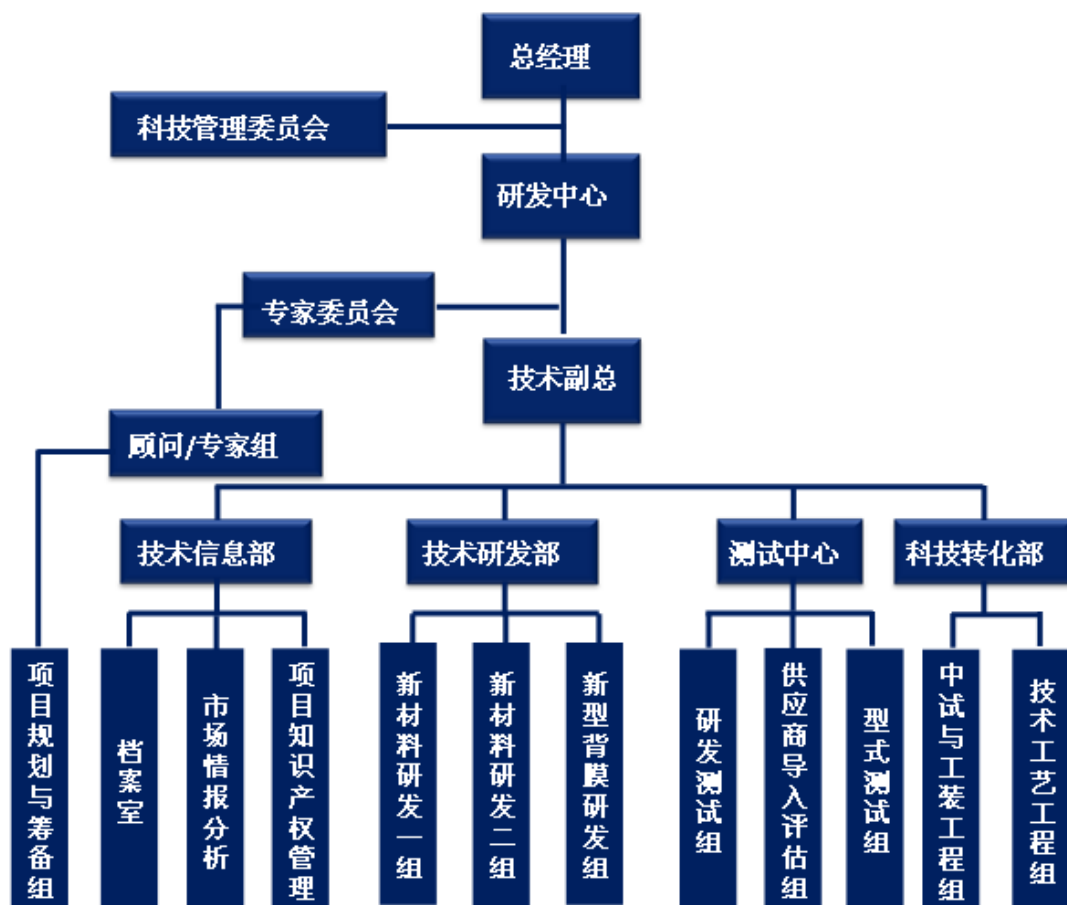 总经理
科技管理委员会
研发中心
专家委员会
技术副总
顾问/专家组
技术信息部
技术研发部
测试中心
科技转化部
项目规划与筹备组
档案室
市场情报分析
项目知识产权管理
新材料研发一组
新材料研发二组
新型背膜研发组
研发测试组
供应商导入评估组
型式测试组
中试与工装工程组
技术工艺工程组